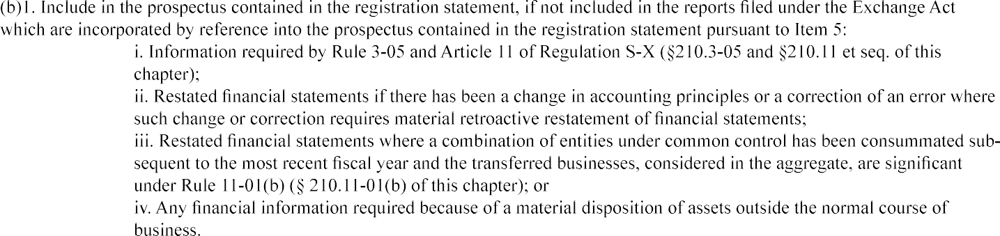 (b)1. Include in the prospectus contained in the registration statement, if not included in the reports filed under the Exchange Act
which are incorporated by reference into the prospectus contained in the registration statement pursuant to Item 5:
i. Information required by Rule 3-05 and Article 11 of Regulation S-X (§210.3-05 and §210.11 et seq. of this
chapter);
ii. Restated financial statements if there has been a change in accounting principles or a correction of an error where
such change or correction requires material retroactive restatement of financial statements;
iii. Restated financial statements where a combination of entities under common control has been consummated sub-
sequent to the most recent fiscal year and the transferred businesses, considered in the aggregate, are significant
under Rule 11-01(b) (§ 210.11-01(b) of this chapter); or
iv. Any financial information required because of a material disposition of assets outside the normal course of
business.